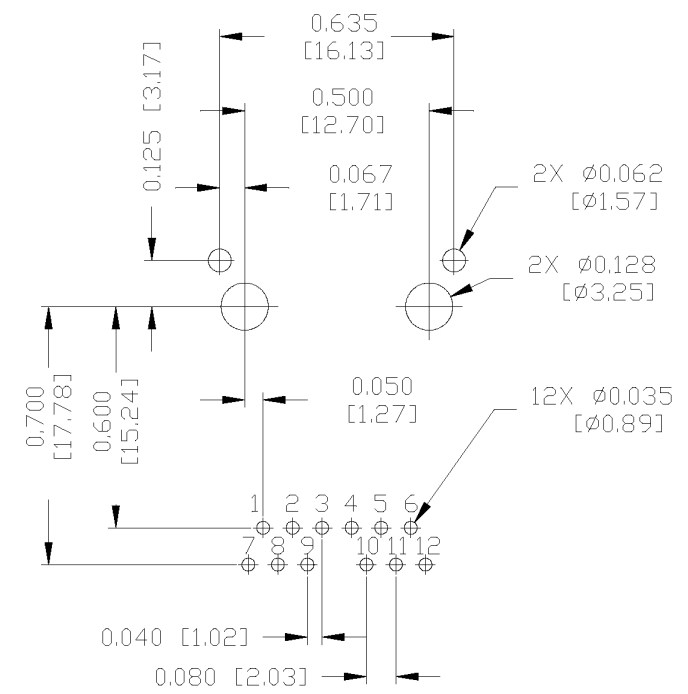 0.635
[16.13]
0.125 [3.17]
0.500
[12.70]
0.067
[1.71]
2X Ø0.062
[Ø1.57]
2X Ø0.128
[Ø3.25]
0.700
[17.78]
0.600
[15.24]
0.050
[1.27]
12X Ø0.035
[Ø0.89]
1 2 3 4 5 6
7 8 9 10 11 12
0.040 [1.02]
0.080 [2.03]